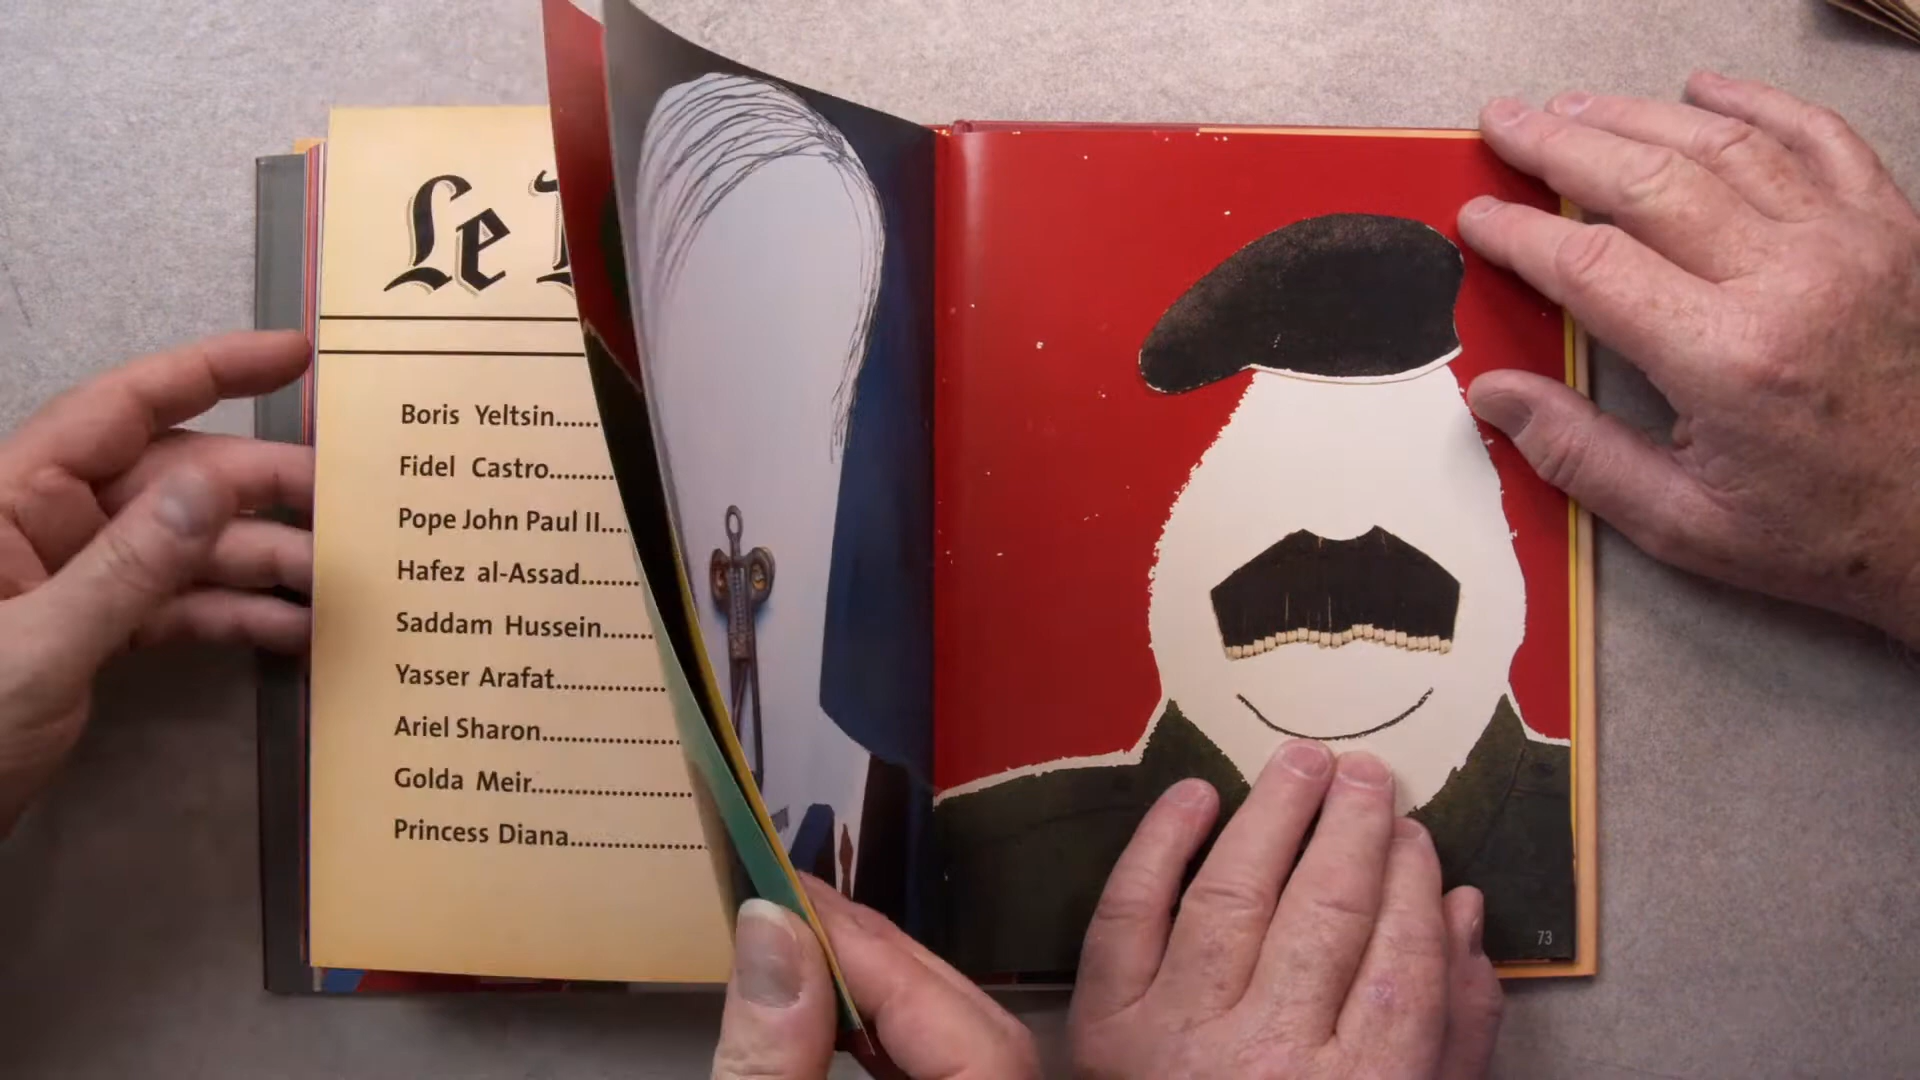 Le
Boris Yeltsin......
Fidel Castro.........
Pope John Paul II....
Hafez al-Assad........
Saddam Hussein.......
Yasser Arafat...............
Ariel Sharon...................
Golda Meir......................
Princess Diana...................
73